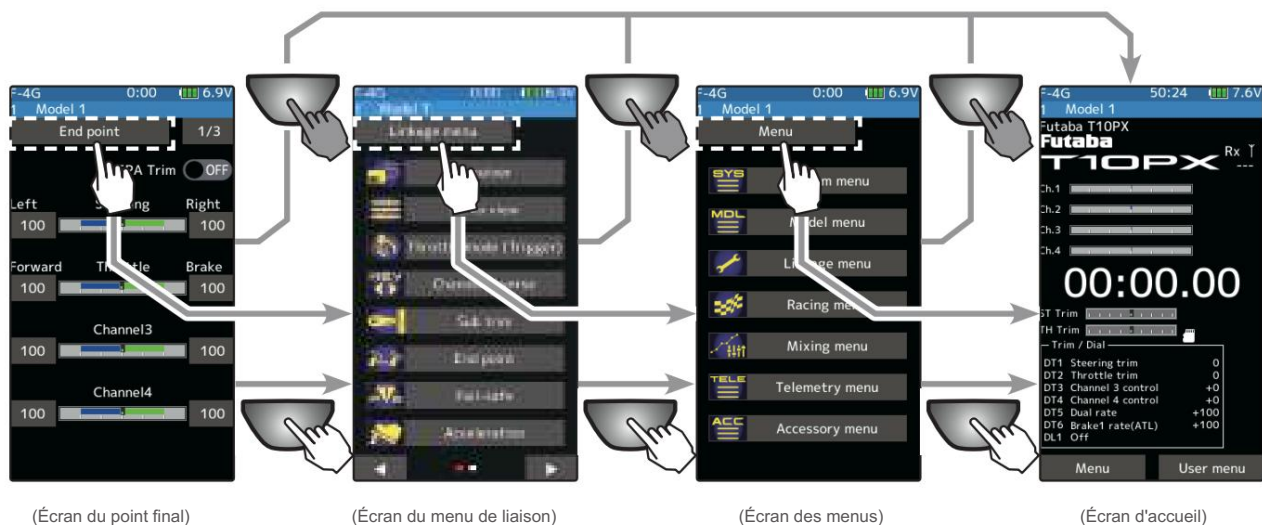 F-4G 0:00 6.9V
1 Model 1
End point 1/3
PA Trim OFF
Left Right
100 100
Forward Brake
100 100
Channel3
100 100
Channel4
100 100
(Écran du point final)
Model 1
Linkage menu
Throttle mode (Trigger)
Sub trim
End point
Fail-safe
Acceleration
(Écran du menu de liaison)
F-4G 0:00 6.9V
1 Model 1
Menu
SYS menu
MDL Model menu
Linkage menu
Racing menu
Mixing menu
TELE Telemetry menu
ACC Accessory menu
(Écran des menus)
F-4G 50:24 7.6V
1 Model 1
Futaba T10PX
Futaba
T10PX Rx
---
Ch.1
Ch.2
Ch.3
Ch.4
00:00.00
ST Trim
TH Trim
Trim / Dial
DT1 Steering trim 0
DT2 Throttle trim 0
DT3 Channel 3 control +0
DT4 Channel 4 control +0
DT5 Dual rate +100
DT6 Brake1 rate(ATL) +100
DL1 Off
Menu User menu
(Écran d'accueil)